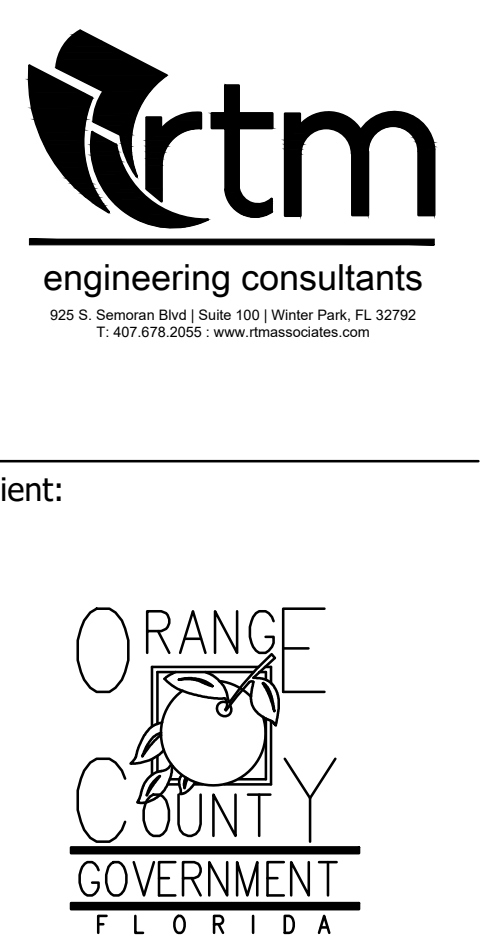 rtm
engineering consultants
925 S. Semoran Blvd | Suite 100 | Winter Park, FL 32792
T: 407.678.2055 : www.rtmassociates.com
ient:
ORANGE
COUNTY
GOVERNMENT
FLORIDA